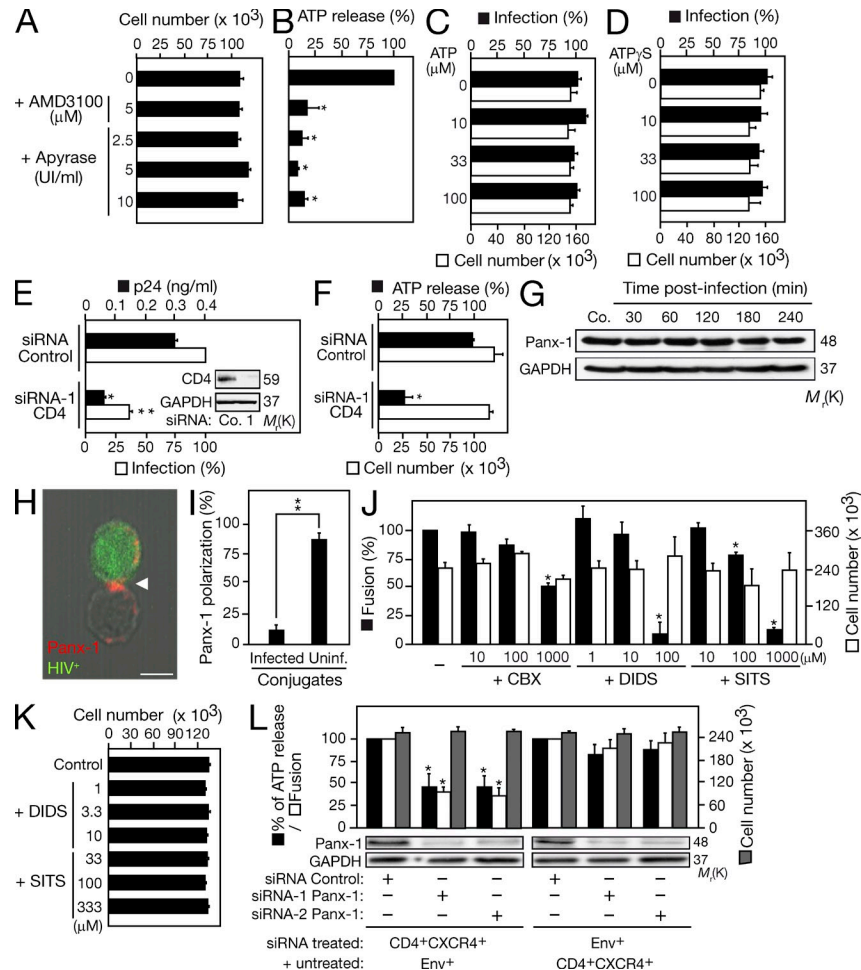 A
Cell number (x 10³)
0 25 50 75 100
0
+ AMD3100 (μM)
5
+ Apyrase (UI/ml)
2.5
5
10
B
ATP release (%)
0 25 50 75 100
*
*
*
*
C
■ Infection (%)
0 25 50 75 100
ATP (μM)
0
10
33
100
0 40 80 120 160
□ Cell number (x 10³)
D
■ Infection (%)
0 25 50 75 100
ATPγS (μM)
0
10
33
100
0 40 80 120 160
□ Cell number (x 10³)
E
■ p24 (ng/ml)
0 0.1 0.2 0.3 0.4
siRNA Control
siRNA-1 CD4
*
**
CD4 59
GAPDH 37
siRNA: Co. 1 Mr(K)
0 25 50 75 100
□ Infection (%)
F
■ ATP release (%)
0 25 50 75 100
siRNA Control
siRNA-1 CD4
*
0 25 50 75 100
□ Cell number (x 10³)
G
Time post-infection (min)
Co. 30 60 120 180 240
Panx-1 48
GAPDH 37
Mr(K)
H
Panx-1
HIV⁺
I
Panx-1 polarization (%)
100
75
50
25
0
**
Infected Uninf.
Conjugates
J
■ Fusion (%)
100
75
50
25
0
* * * *
360
240
120
0
□ Cell number (x 10³)
– 10 100 1000 1 10 100 10 100 1000 (μM)
+ CBX + DIDS + SITS
K
Cell number (x 10³)
0 30 60 90 120
Control
+ DIDS
1
3.3
10
+ SITS
33
100
333
(μM)
L
■ % of ATP release / □ Fusion
100
75
50
25
0
* * * *
240
180
120
60
0
Cell number (x 10³)
Panx-1 48
GAPDH 37
Mr(K)
siRNA Control: + – – + – –
siRNA-1 Panx-1: – + – – + –
siRNA-2 Panx-1: – – + – – +
siRNA treated: CD4⁺CXCR4⁺ Env⁺
+ untreated: Env⁺ CD4⁺CXCR4⁺